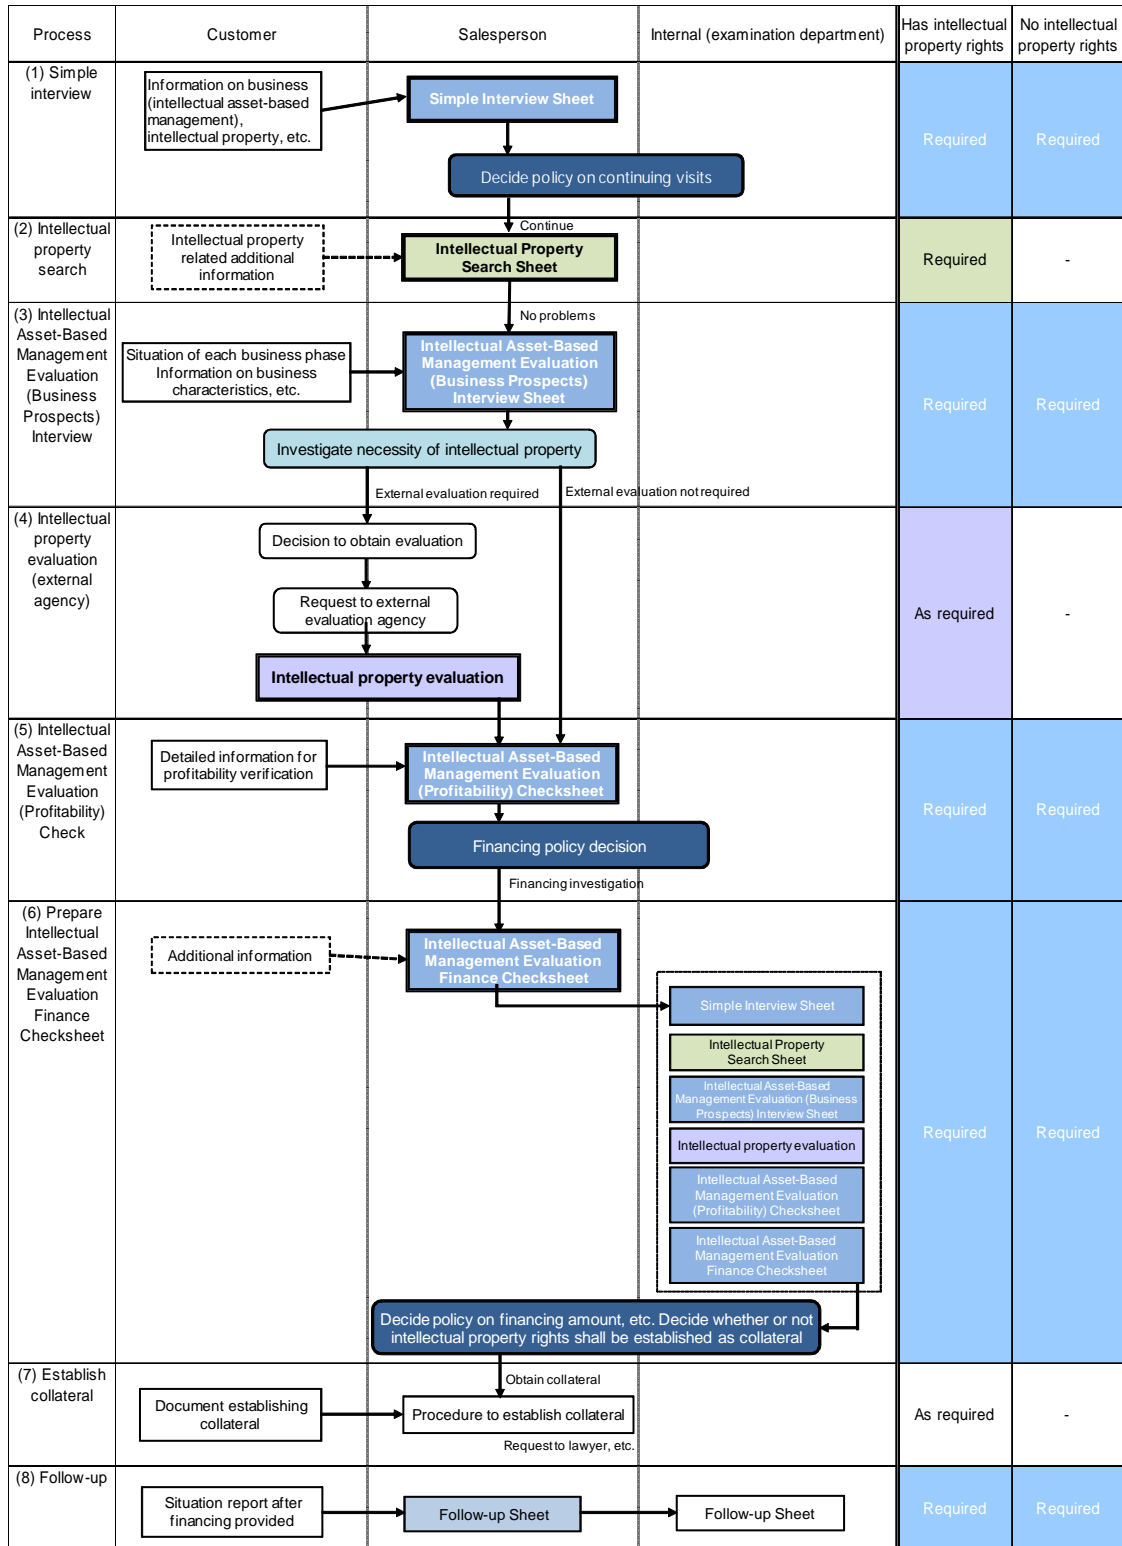 Process
Customer
Salesperson
Internal (examination department)
Has intellectual
property rights
No intellectual
property rights
(1) Simple
interview
Information on business
(intellectual asset-based
management),
intellectual property, etc.
Simple Interview Sheet
Decide policy on continuing visits
Required
Required
Continue
(2) Intellectual
property
search
Intellectual property
related additional
information
Intellectual Property
Search Sheet
Required
-
No problems
(3) Intellectual
Asset-Based
Management
Evaluation
(Business
Prospects)
Interview
Situation of each business phase
Information on business
characteristics, etc.
Intellectual Asset-Based
Management Evaluation
(Business Prospects)
Interview Sheet
Investigate necessity of intellectual property
External evaluation required
External evaluation not required
Required
Required
(4) Intellectual
property
evaluation
(external
agency)
Decision to obtain evaluation
Request to external
evaluation agency
Intellectual property evaluation
As required
-
(5) Intellectual
Asset-Based
Management
Evaluation
(Profitability)
Check
Detailed information for
profitability verification
Intellectual Asset-Based
Management Evaluation
(Profitability) Checksheet
Financing policy decision
Financing investigation
Required
Required
(6) Prepare
Intellectual
Asset-Based
Management
Evaluation
Finance
Checksheet
Additional information
Intellectual Asset-Based
Management Evaluation
Finance Checksheet
Simple Interview Sheet
Intellectual Property
Search Sheet
Intellectual Asset-Based
Management Evaluation (Business
Prospects) Interview Sheet
Intellectual property evaluation
Intellectual Asset-Based
Management Evaluation
(Profitability) Checksheet
Intellectual Asset-Based
Management Evaluation
Finance Checksheet
Decide policy on financing amount, etc. Decide whether or not
intellectual property rights shall be established as collateral
Required
Required
(7) Establish
collateral
Obtain collateral
Document establishing
collateral
Procedure to establish collateral
Request to lawyer, etc.
As required
-
(8) Follow-up
Situation report after
financing provided
Follow-up Sheet
Follow-up Sheet
Required
Required